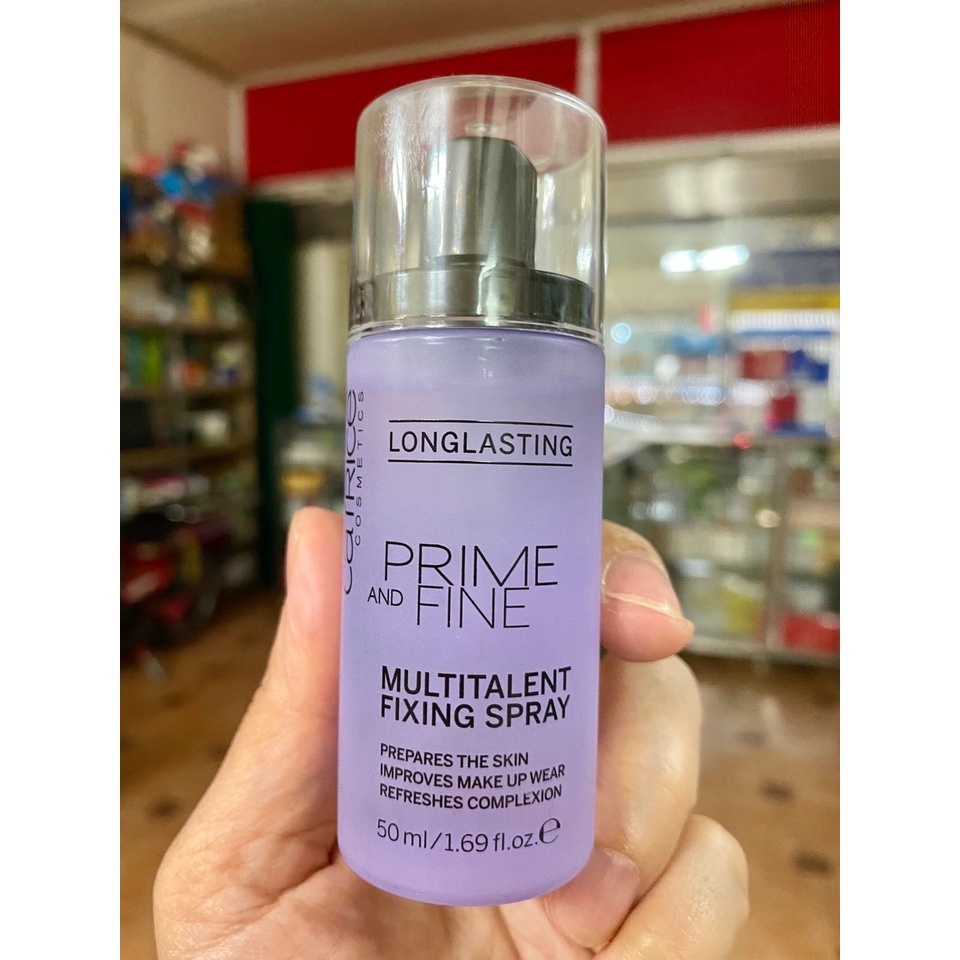 CATRICE
COSMETICS
LONGLASTING
PRIME
AND FINE
MULTITALENT
FIXING SPRAY
PREPARES THE SKIN
IMPROVES MAKE UP WEAR
REFRESHES COMPLEXION
50 ml/1.69 fl.oz.℮